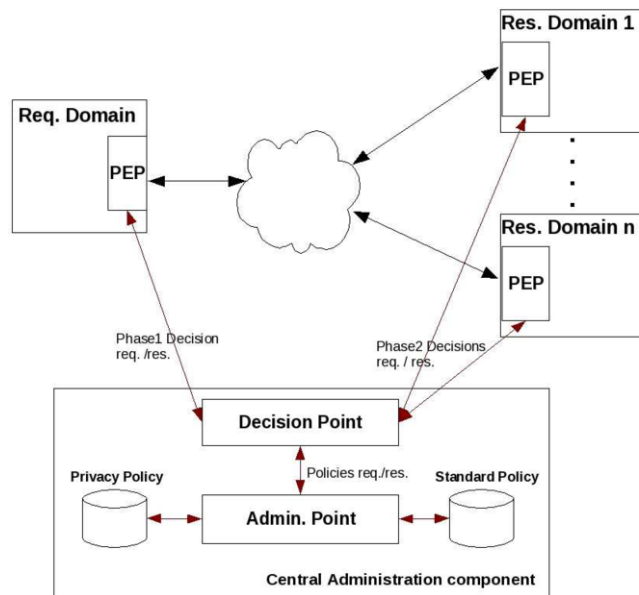 Res. Domain 1
PEP
Req. Domain
PEP
Res. Domain n
PEP
Phase1 Decision
req. /res.
Phase2 Decisions
req. / res.
Decision Point
Policies req./res.
Privacy Policy
Standard Policy
Admin. Point
Central Administration component